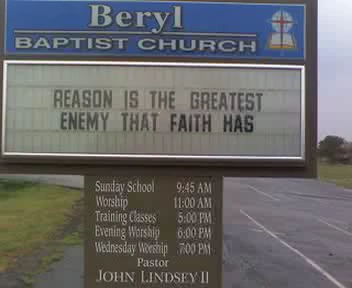 Beryl
BAPTIST CHURCH
REASON IS THE GREATEST
ENEMY THAT FAITH HAS
Sunday School 9:45 AM
Worship 11:00 AM
Training Classes 5:00 PM
Evening Worship 6:00 PM
Wednesday Worship 7:00 PM
Pastor
JOHN LINDSEY II